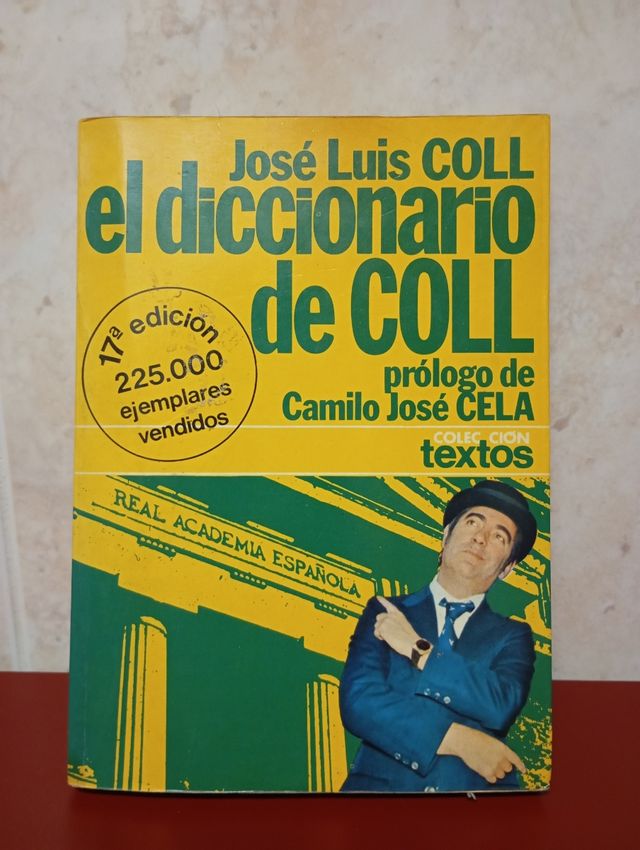 José Luis COLL
el diccionario
de COLL
prólogo de
Camilo José CELA
17ª edición
225.000
ejemplares
vendidos
COLECCIÓN
textos
REAL ACADEMIA ESPAÑOLA